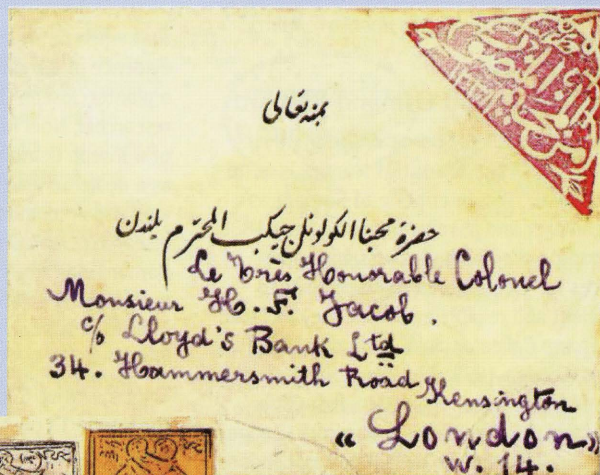 بمنه تعالى
حضرة محبنا الكولونل جيكب المحترم بلندن
Le Très Honorable Colonel
Monsieur H. F. Jacob.
c/o Lloyd's Bank Ltd
34. Hammersmith Road
Kensington
« London »
W. 14.